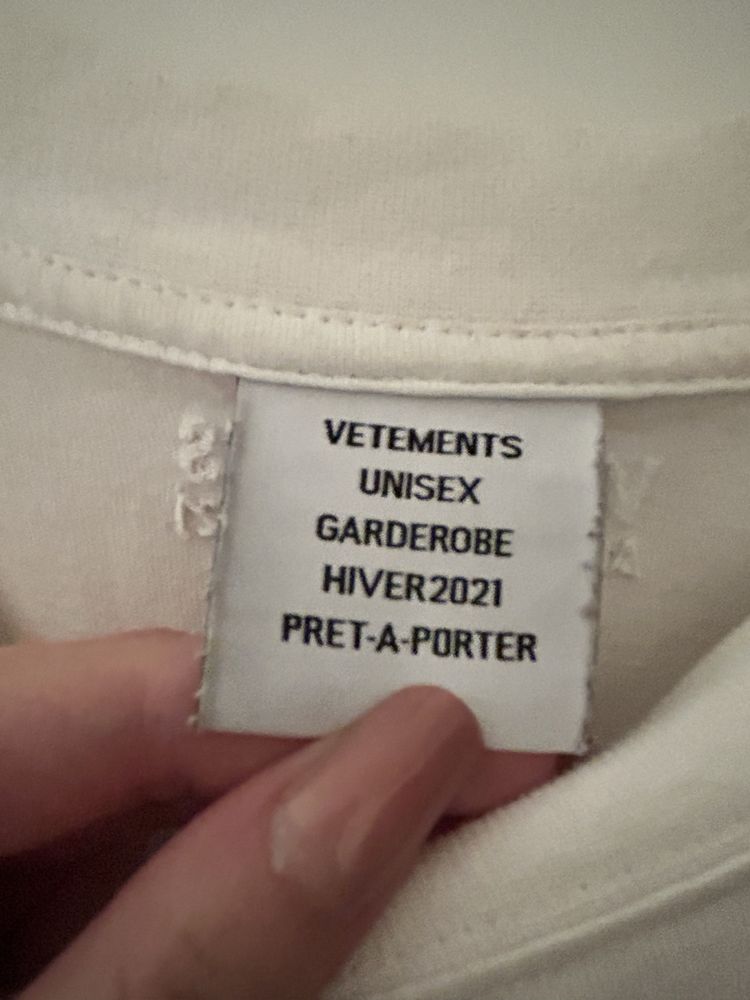 VETEMENTS
UNISEX
GARDEROBE
HIVER2021
PRET-A-PORTER